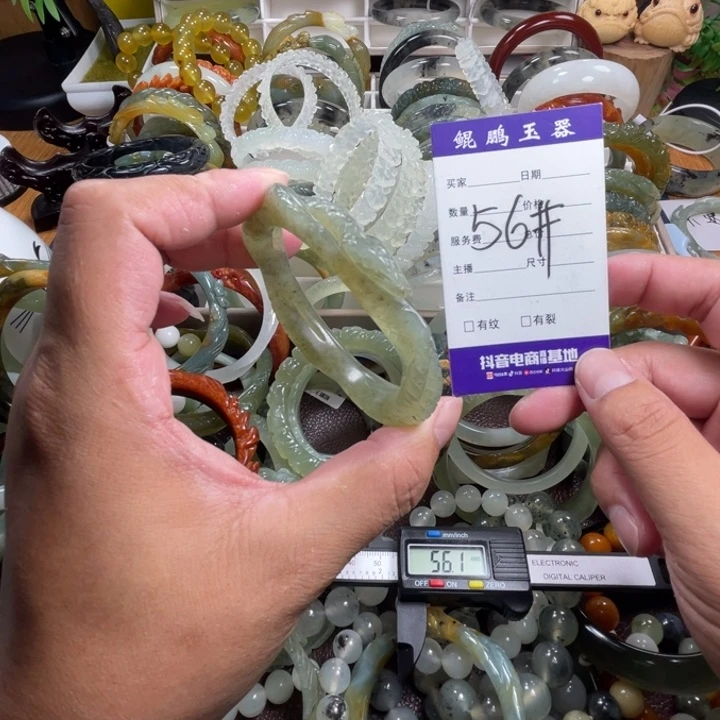 鲲鹏玉器
买家 日期
数量 价格
服务费
主播 尺寸
备注
56#
□有纹 □有裂
抖音电商 基地
mm/inch
56.1
OFF ON ZERO
ELECTRONIC
DIGITAL CALIPER
50